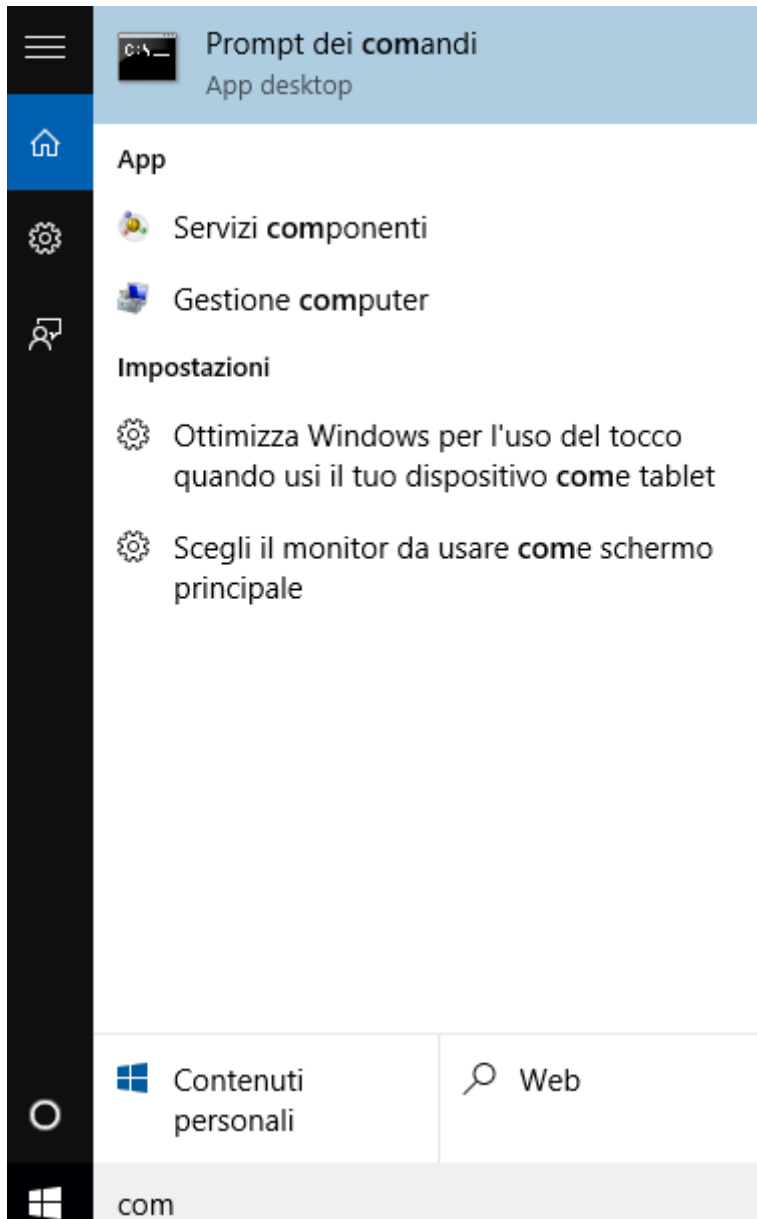 Prompt dei comandi
App desktop
App
Servizi componenti
Gestione computer
Impostazioni
Ottimizza Windows per l'uso del tocco
quando usi il tuo dispositivo come tablet
Scegli il monitor da usare come schermo
principale
Contenuti
personali
Web
com